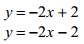 y = −2x + 2
y = −2x − 2